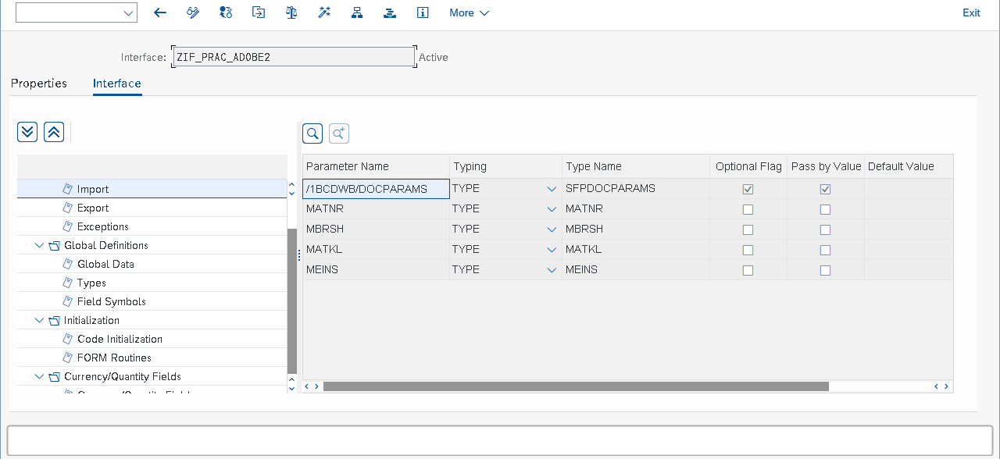 More
Exit
Interface: ZIF_PRAC_ADOBE2 Active
Properties Interface
Parameter Name Typing Type Name Optional Flag Pass by Value Default Value
Import
/1BCDWB/DOCPARAMS TYPE SFPDOCPARAMS
Export
MATNR TYPE MATNR
Exceptions
MBRSH TYPE MBRSH
Global Definitions
MATKL TYPE MATKL
Global Data
MEINS TYPE MEINS
Types
Field Symbols
Initialization
Code Initialization
FORM Routines
Currency/Quantity Fields